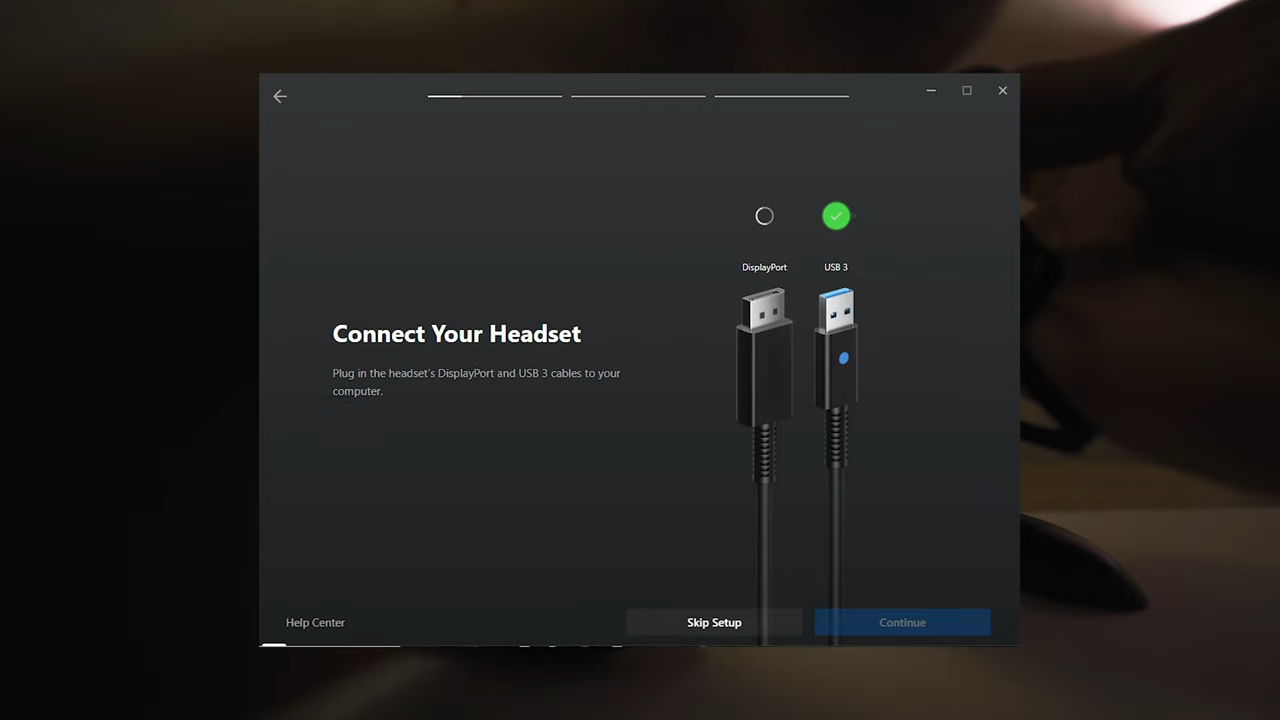 DisplayPort
USB 3
Connect Your Headset
Plug in the headset's DisplayPort and USB 3 cables to your
computer.
Help Center
Skip Setup
Continue